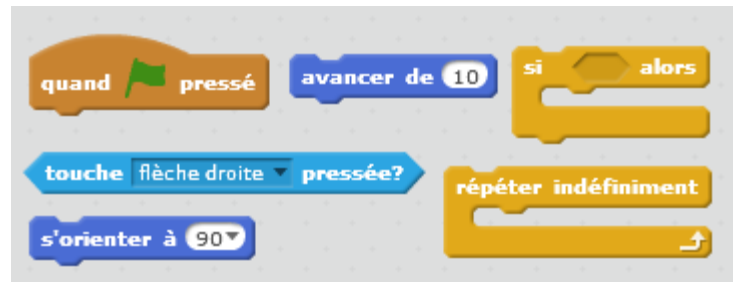 quand pressé
avancer de 10
si alors
touche flèche droite pressée?
répéter indéfiniment
s'orienter à 90